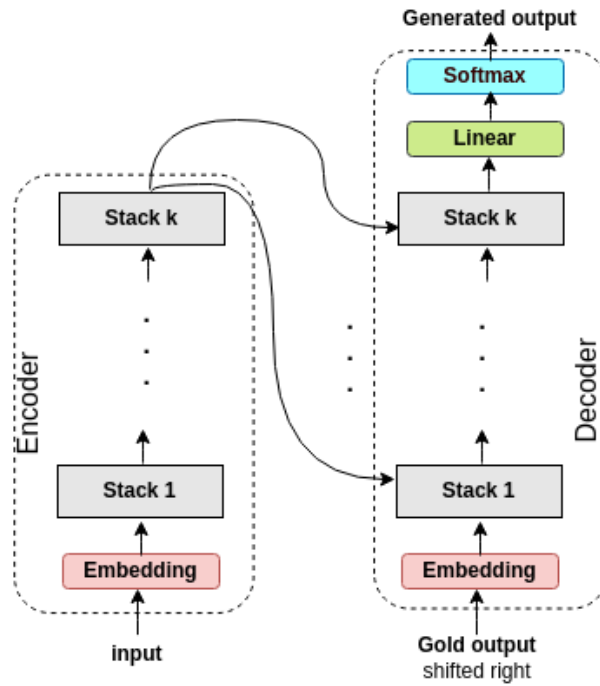 Generated output
Softmax
Linear
Stack k
Stack k
Encoder
Decoder
Stack 1
Stack 1
Embedding
Embedding
input
Gold output
shifted right